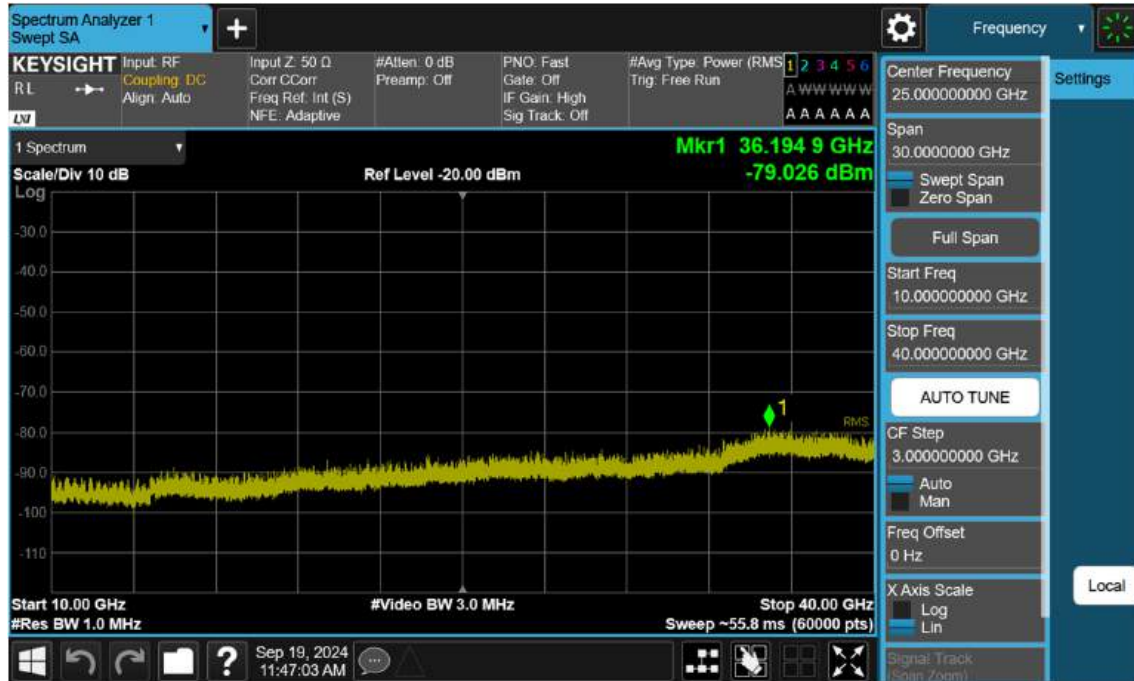 Spectrum Analyzer 1
Swept SA
Frequency
KEYSIGHT
RL
LXI
Input: RF
Coupling: DC
Align: Auto
Input Z: 50 Ω
Corr CCorr
Freq Ref: Int (S)
NFE: Adaptive
#Atten: 0 dB
Preamp: Off
PNO: Fast
Gate: Off
IF Gain: High
Sig Track: Off
#Avg Type: Power (RMS
Trig: Free Run
1 2 3 4 5 6
A W W W W W
A A A A A A
1 Spectrum
Scale/Div 10 dB
Ref Level -20.00 dBm
Mkr1 36.194 9 GHz
-79.026 dBm
Log
-30.0
-40.0
-50.0
-60.0
-70.0
-80.0
-90.0
-100
-110
1
RMS
Start 10.00 GHz
#Res BW 1.0 MHz
#Video BW 3.0 MHz
Stop 40.00 GHz
Sweep ~55.8 ms (60000 pts)
Center Frequency
25.000000000 GHz
Span
30.0000000 GHz
Swept Span
Zero Span
Full Span
Start Freq
10.000000000 GHz
Stop Freq
40.000000000 GHz
AUTO TUNE
CF Step
3.000000000 GHz
Auto
Man
Freq Offset
0 Hz
X Axis Scale
Log
Lin
Signal Track
(Span Zoom)
Settings
Local
?
Sep 19, 2024
11:47:03 AM